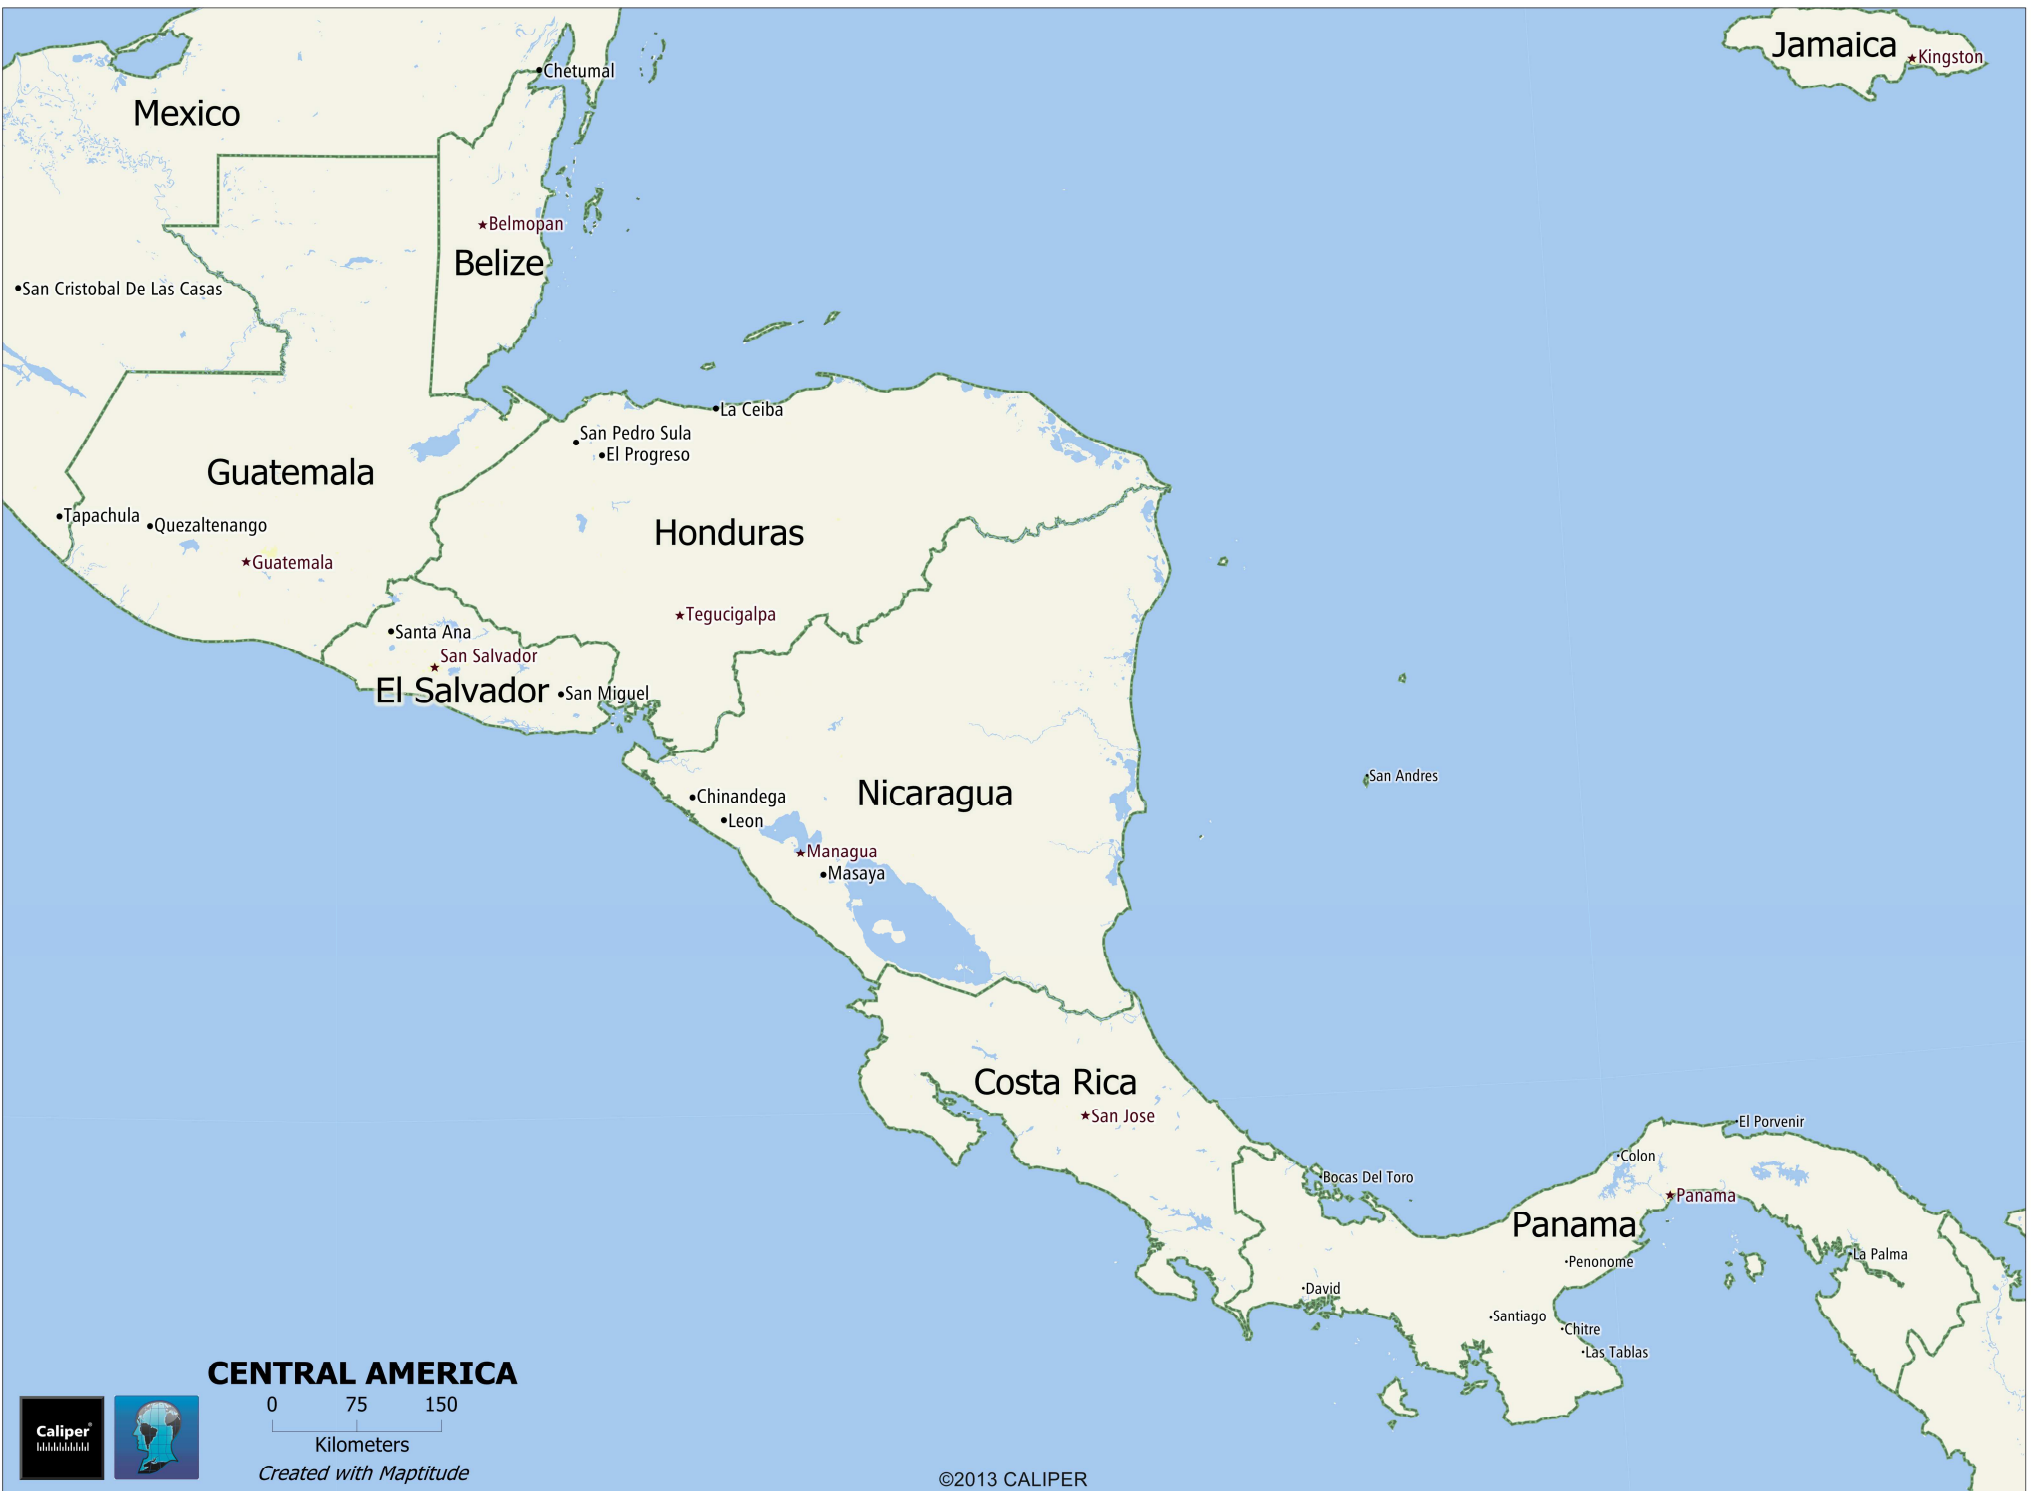 Jamaica
Kingston
Chetumal
Mexico
Belmopan
Belize
San Cristobal De Las Casas
La Ceiba
San Pedro Sula
El Progreso
Guatemala
Tapachula
Quezaltenango
Honduras
Guatemala
Tegucigalpa
Santa Ana
San Salvador
El Salvador
San Miguel
San Andres
Chinandega
Nicaragua
Leon
Managua
Masaya
Costa Rica
San Jose
El Porvenir
Colon
Bocas Del Toro
Panama
Panama
La Palma
Penonome
David
Santiago
Chitre
Las Tablas
CENTRAL AMERICA
0 75 150
Kilometers
Created with Maptitude
Caliper®
©2013 CALIPER